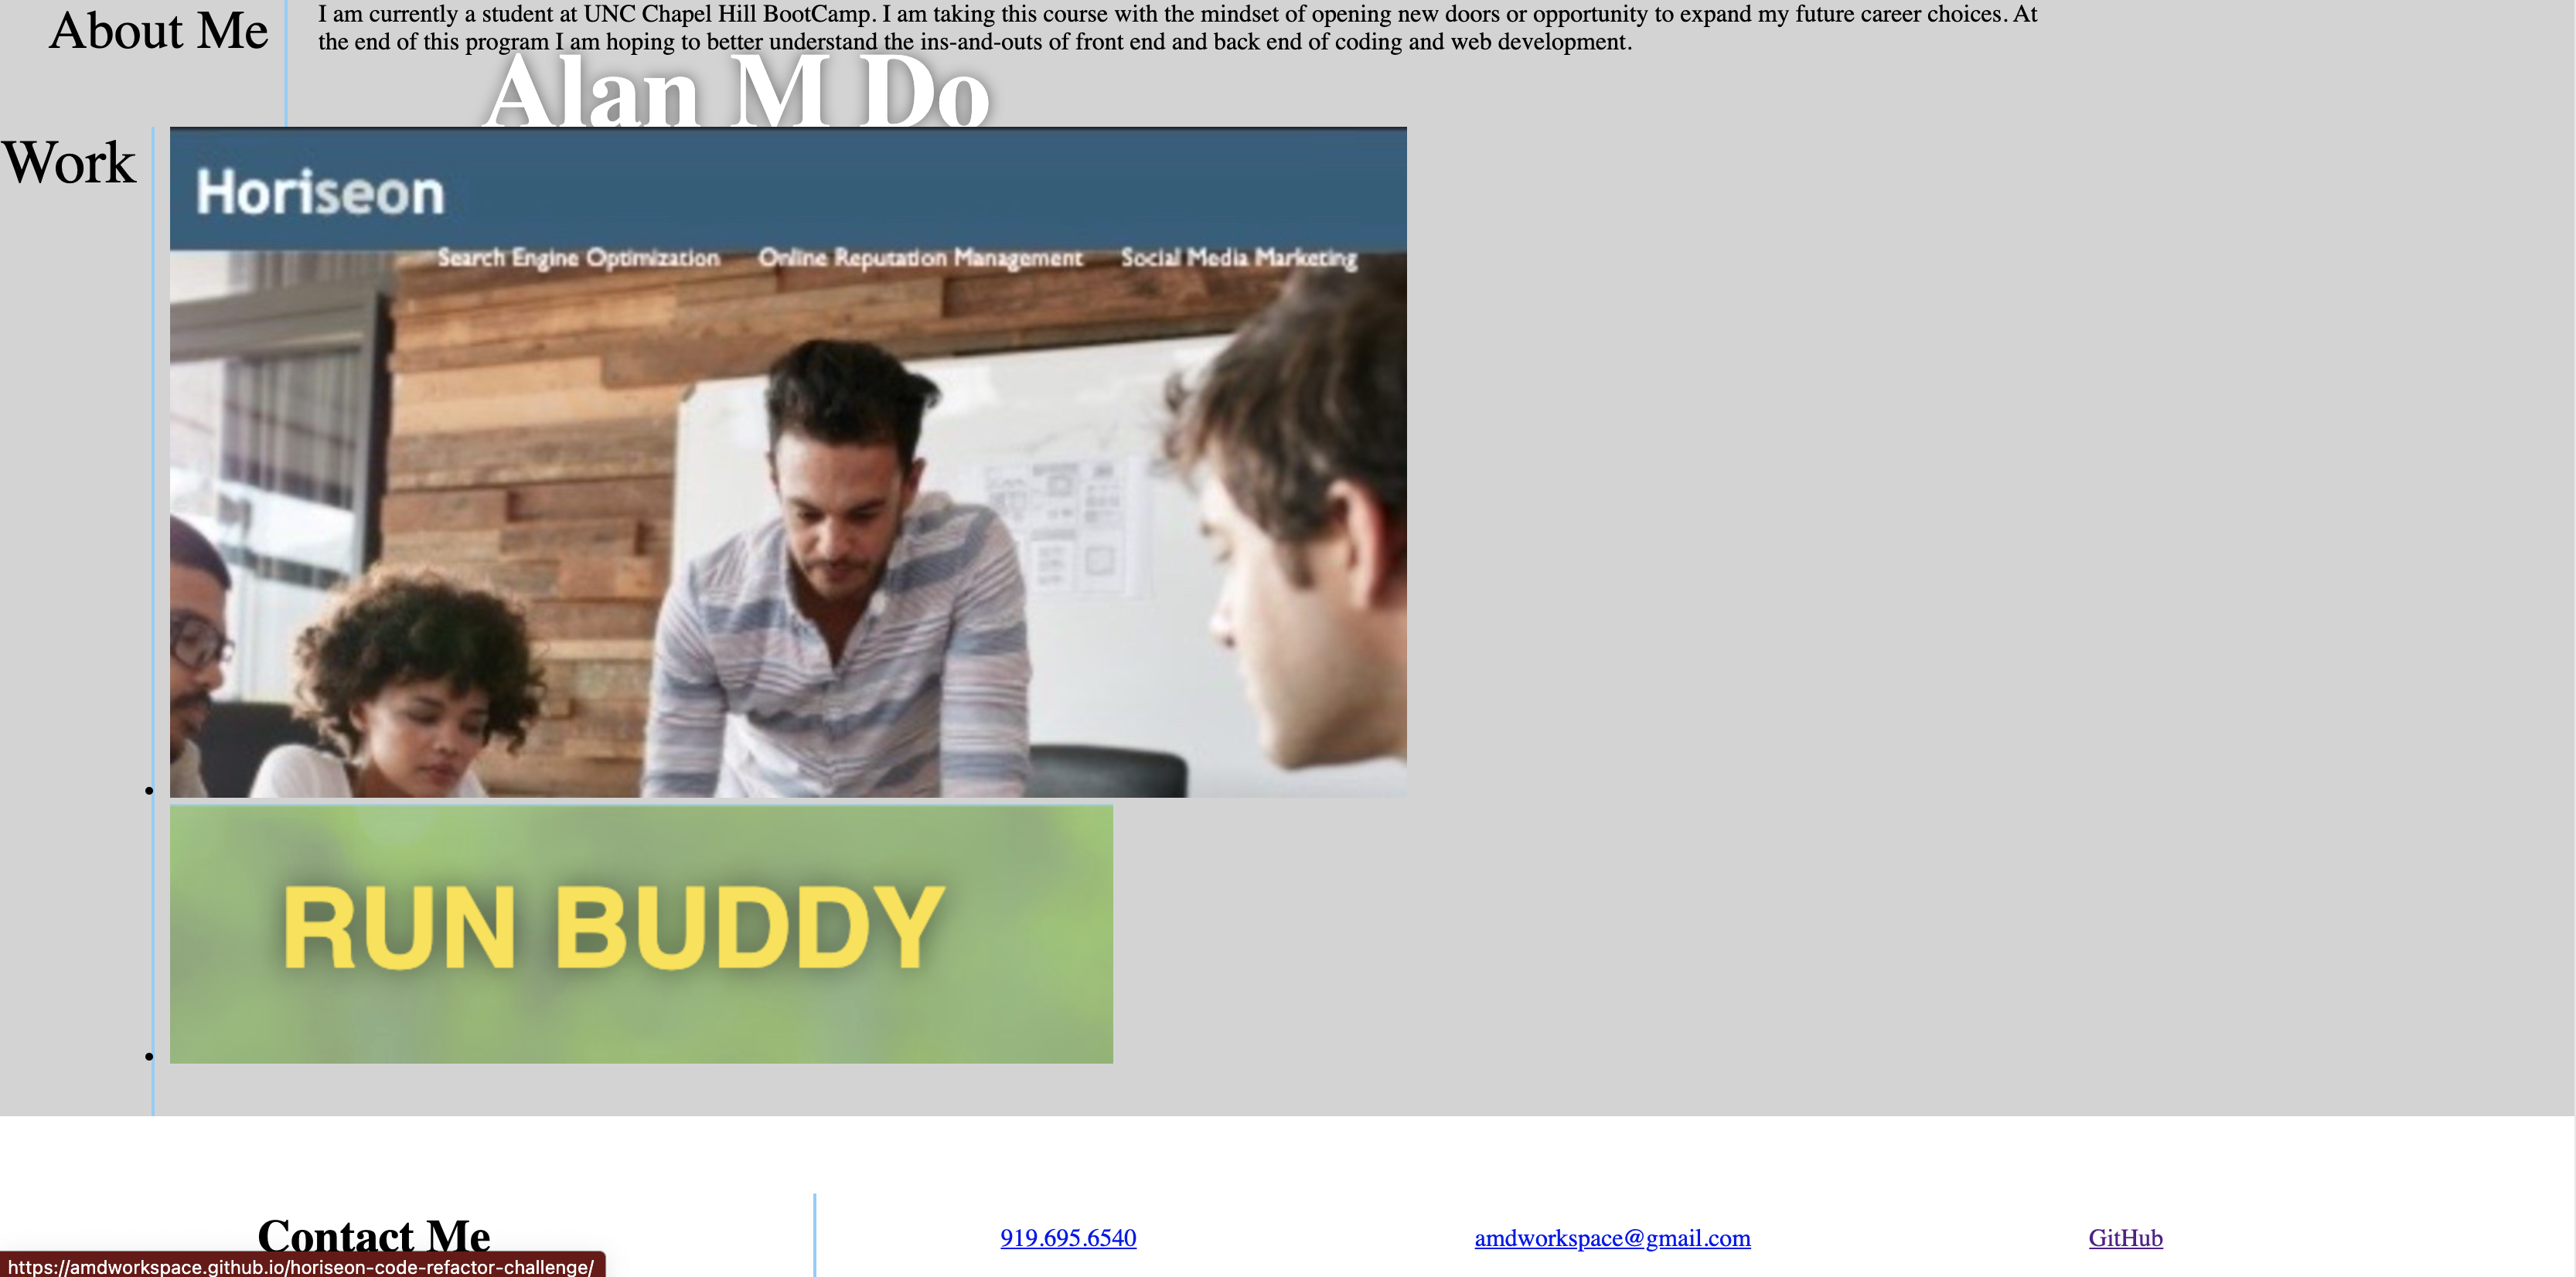 About Me
I am currently a student at UNC Chapel Hill BootCamp. I am taking this course with the mindset of opening new doors or opportunity to expand my future career choices. At
the end of this program I am hoping to better understand the ins-and-outs of front end and back end of coding and web development.
Alan M Do
Work
Horiseon
Search Engine Optimization Online Reputation Management Social Media Marketing
RUN BUDDY
Contact Me
919.695.6540 amdworkspace@gmail.com GitHub
https://amdworkspace.github.io/horiseon-code-refactor-challenge/